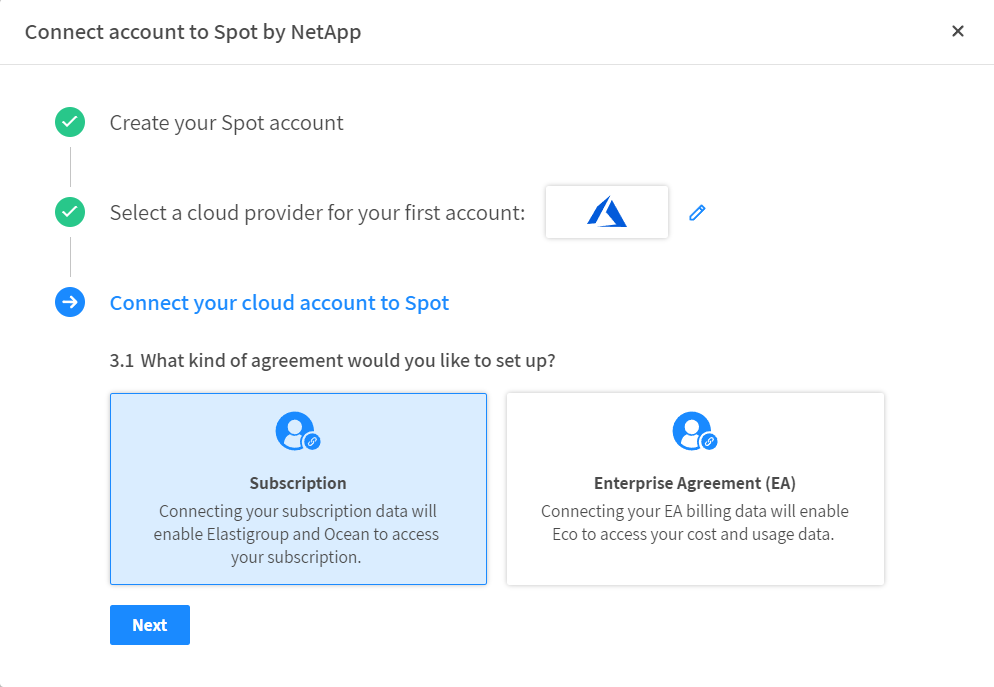 Connect account to Spot by NetApp
Create your Spot account
Select a cloud provider for your first account:
Connect your cloud account to Spot
3.1 What kind of agreement would you like to set up?
Subscription
Connecting your subscription data will
enable Elastigroup and Ocean to access
your subscription.
Enterprise Agreement (EA)
Connecting your EA billing data will enable
Eco to access your cost and usage data.
Next